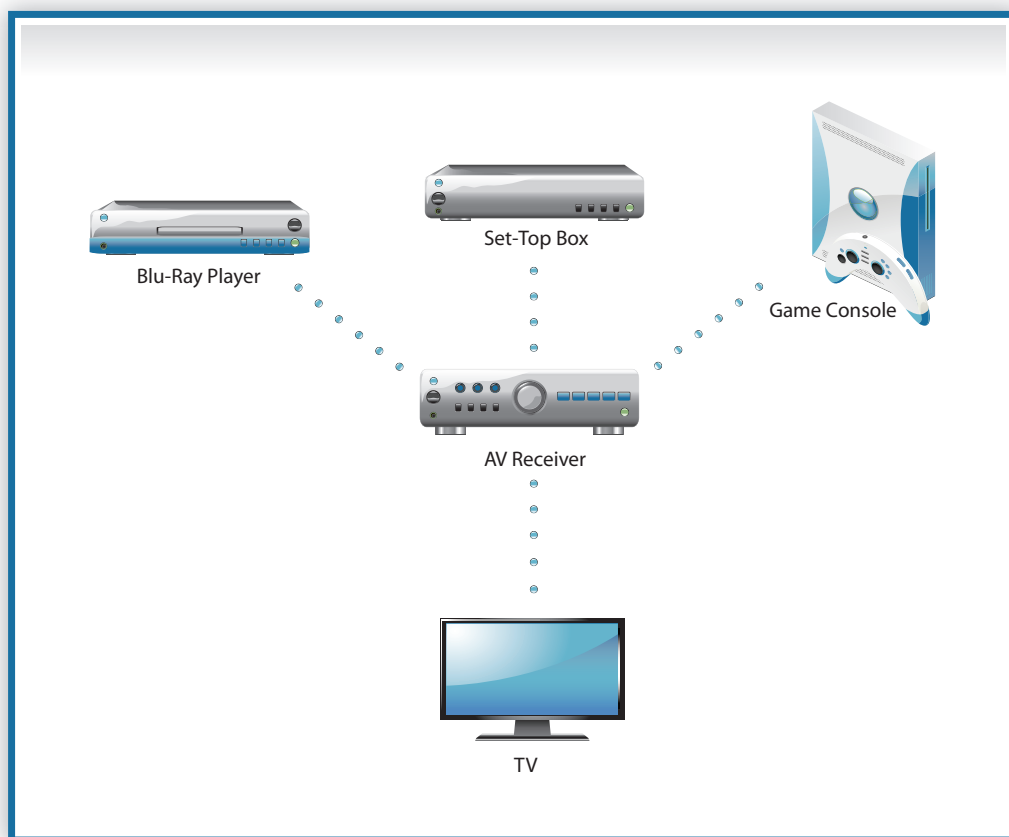 Set-Top Box
Blu-Ray Player
Game Console
AV Receiver
TV